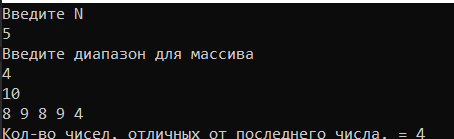 Введите N
5
Введите диапазон для массива
4
10
8 9 8 9 4
Кол-во чисел, отличных от последнего числа, = 4